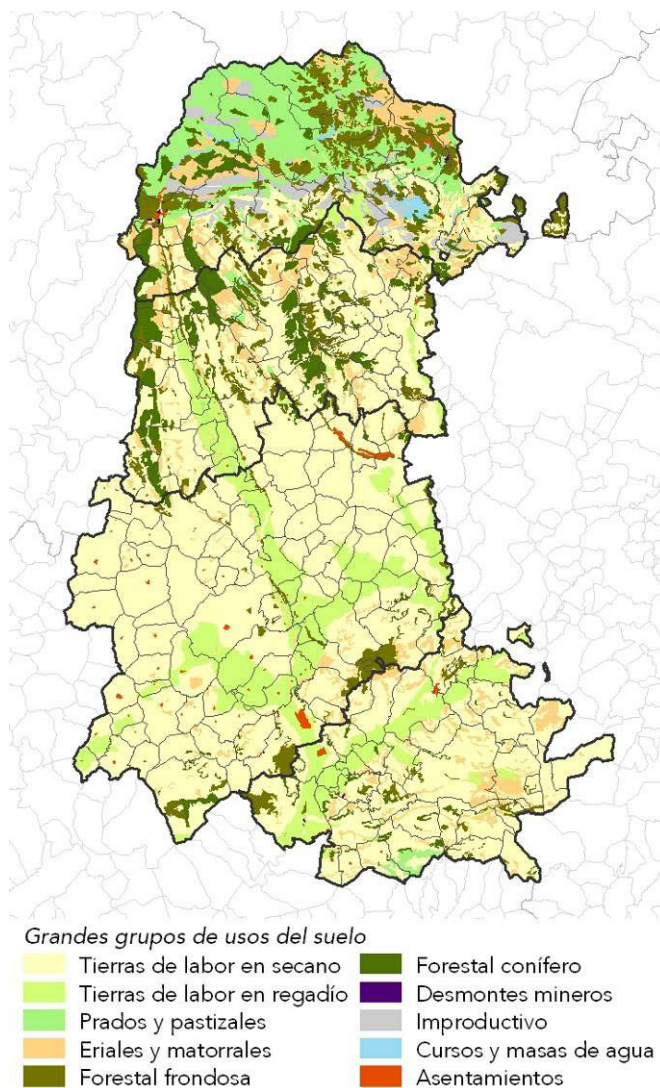 Grandes grupos de usos del suelo
Tierras de labor en secano
Tierras de labor en regadío
Prados y pastizales
Eriales y matorrales
Forestal frondosa
Forestal conífero
Desmontes mineros
Improductivo
Cursos y masas de agua
Asentamientos